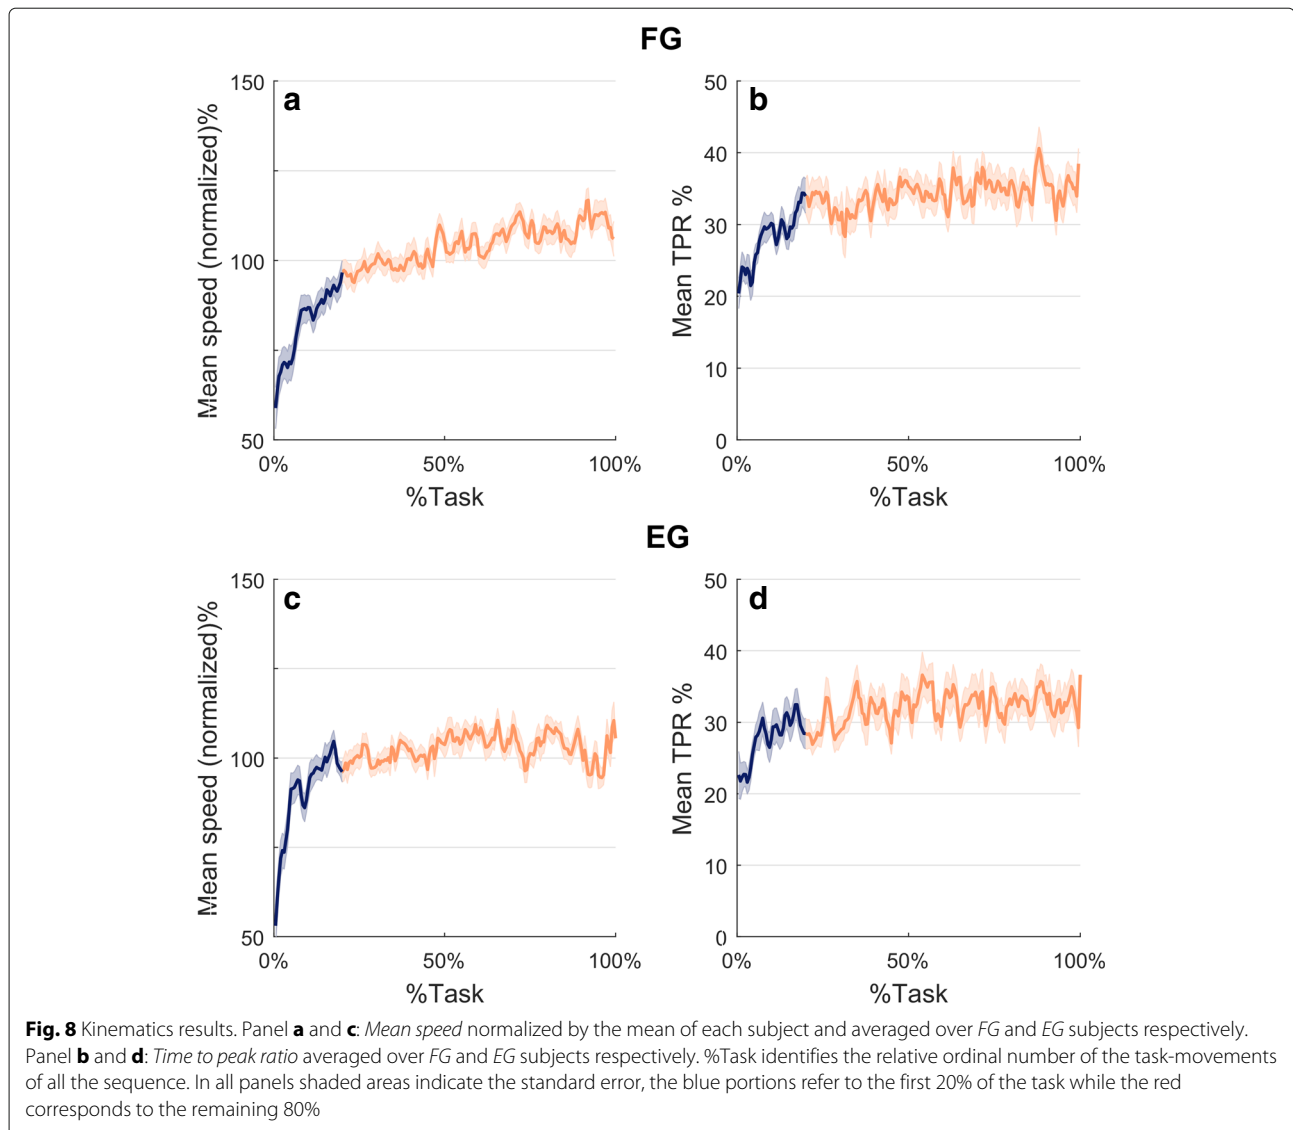 FG
a
Mean speed (normalized)%
150
100
50
0%
50%
100%
%Task
b
Mean TPR %
50
40
30
20
10
0
0%
50%
100%
%Task
EG
c
Mean speed (normalized)%
150
100
50
0%
50%
100%
%Task
d
Mean TPR %
50
40
30
20
10
0
0%
50%
100%
%Task
Fig. 8 Kinematics results. Panel a and c: Mean speed normalized by the mean of each subject and averaged over FG and EG subjects respectively.
Panel b and d: Time to peak ratio averaged over FG and EG subjects respectively. %Task identifies the relative ordinal number of the task-movements
of all the sequence. In all panels shaded areas indicate the standard error, the blue portions refer to the first 20% of the task while the red
corresponds to the remaining 80%